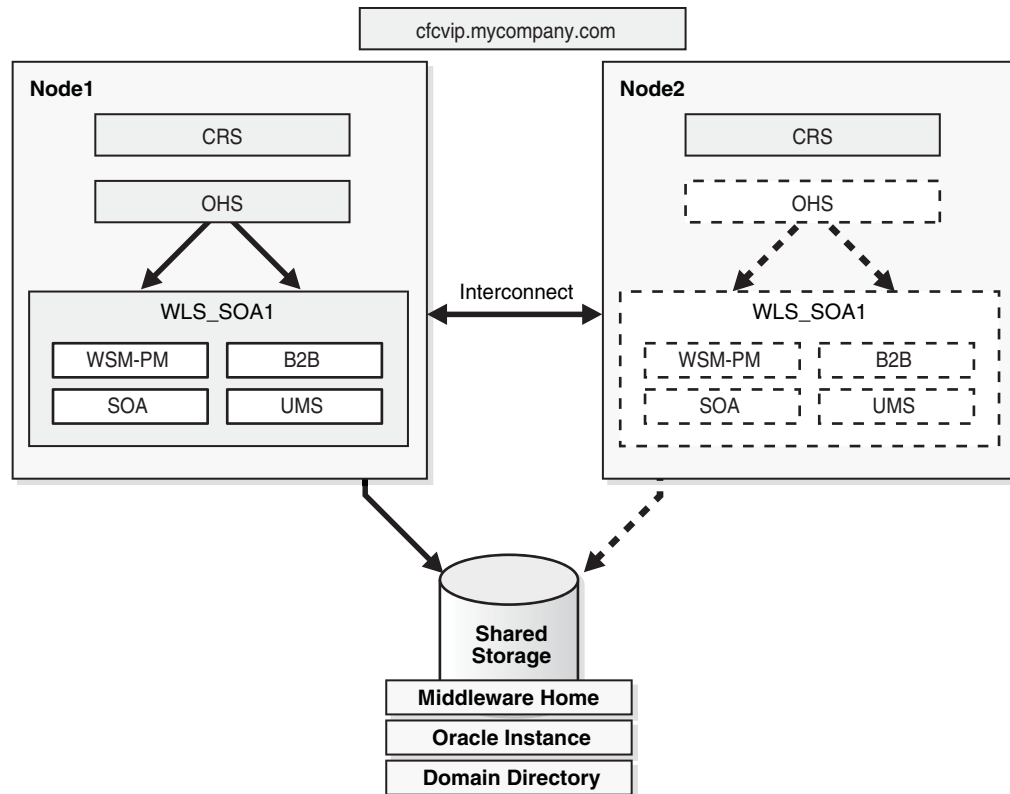 cfcvip.mycompany.com
Node1
CRS
OHS
WLS_SOA1
WSM-PM
B2B
SOA
UMS
Interconnect
Node2
CRS
OHS
WLS_SOA1
WSM-PM
B2B
SOA
UMS
Shared
Storage
Middleware Home
Oracle Instance
Domain Directory